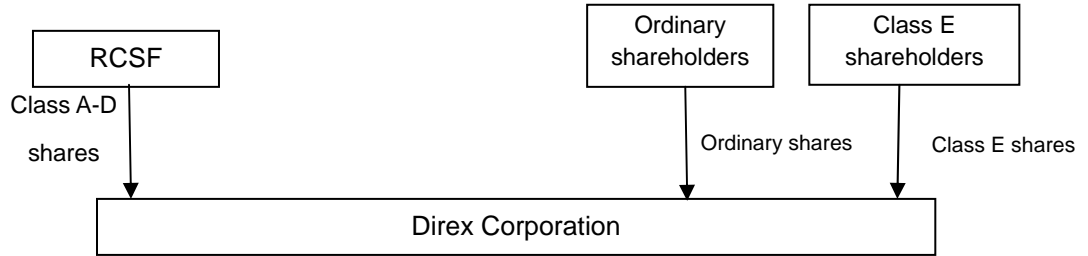 RCSF
Class A-D
shares
Ordinary
shareholders
Class E
shareholders
Ordinary shares
Class E shares
Direx Corporation